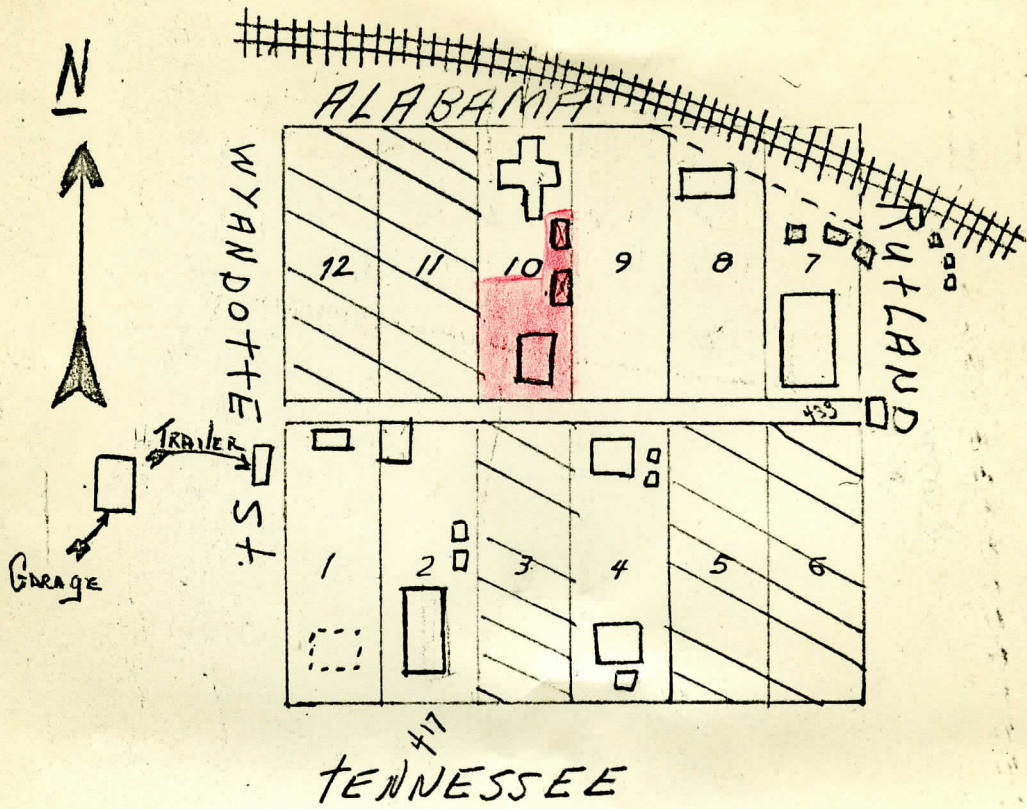 N
ALABAMA
WYANDOTTE St.
RUTLAND
12 11 10 9 8 7
439
TRAILER
GARAGE
1 2 3 4 5 6
417
TENNESSEE